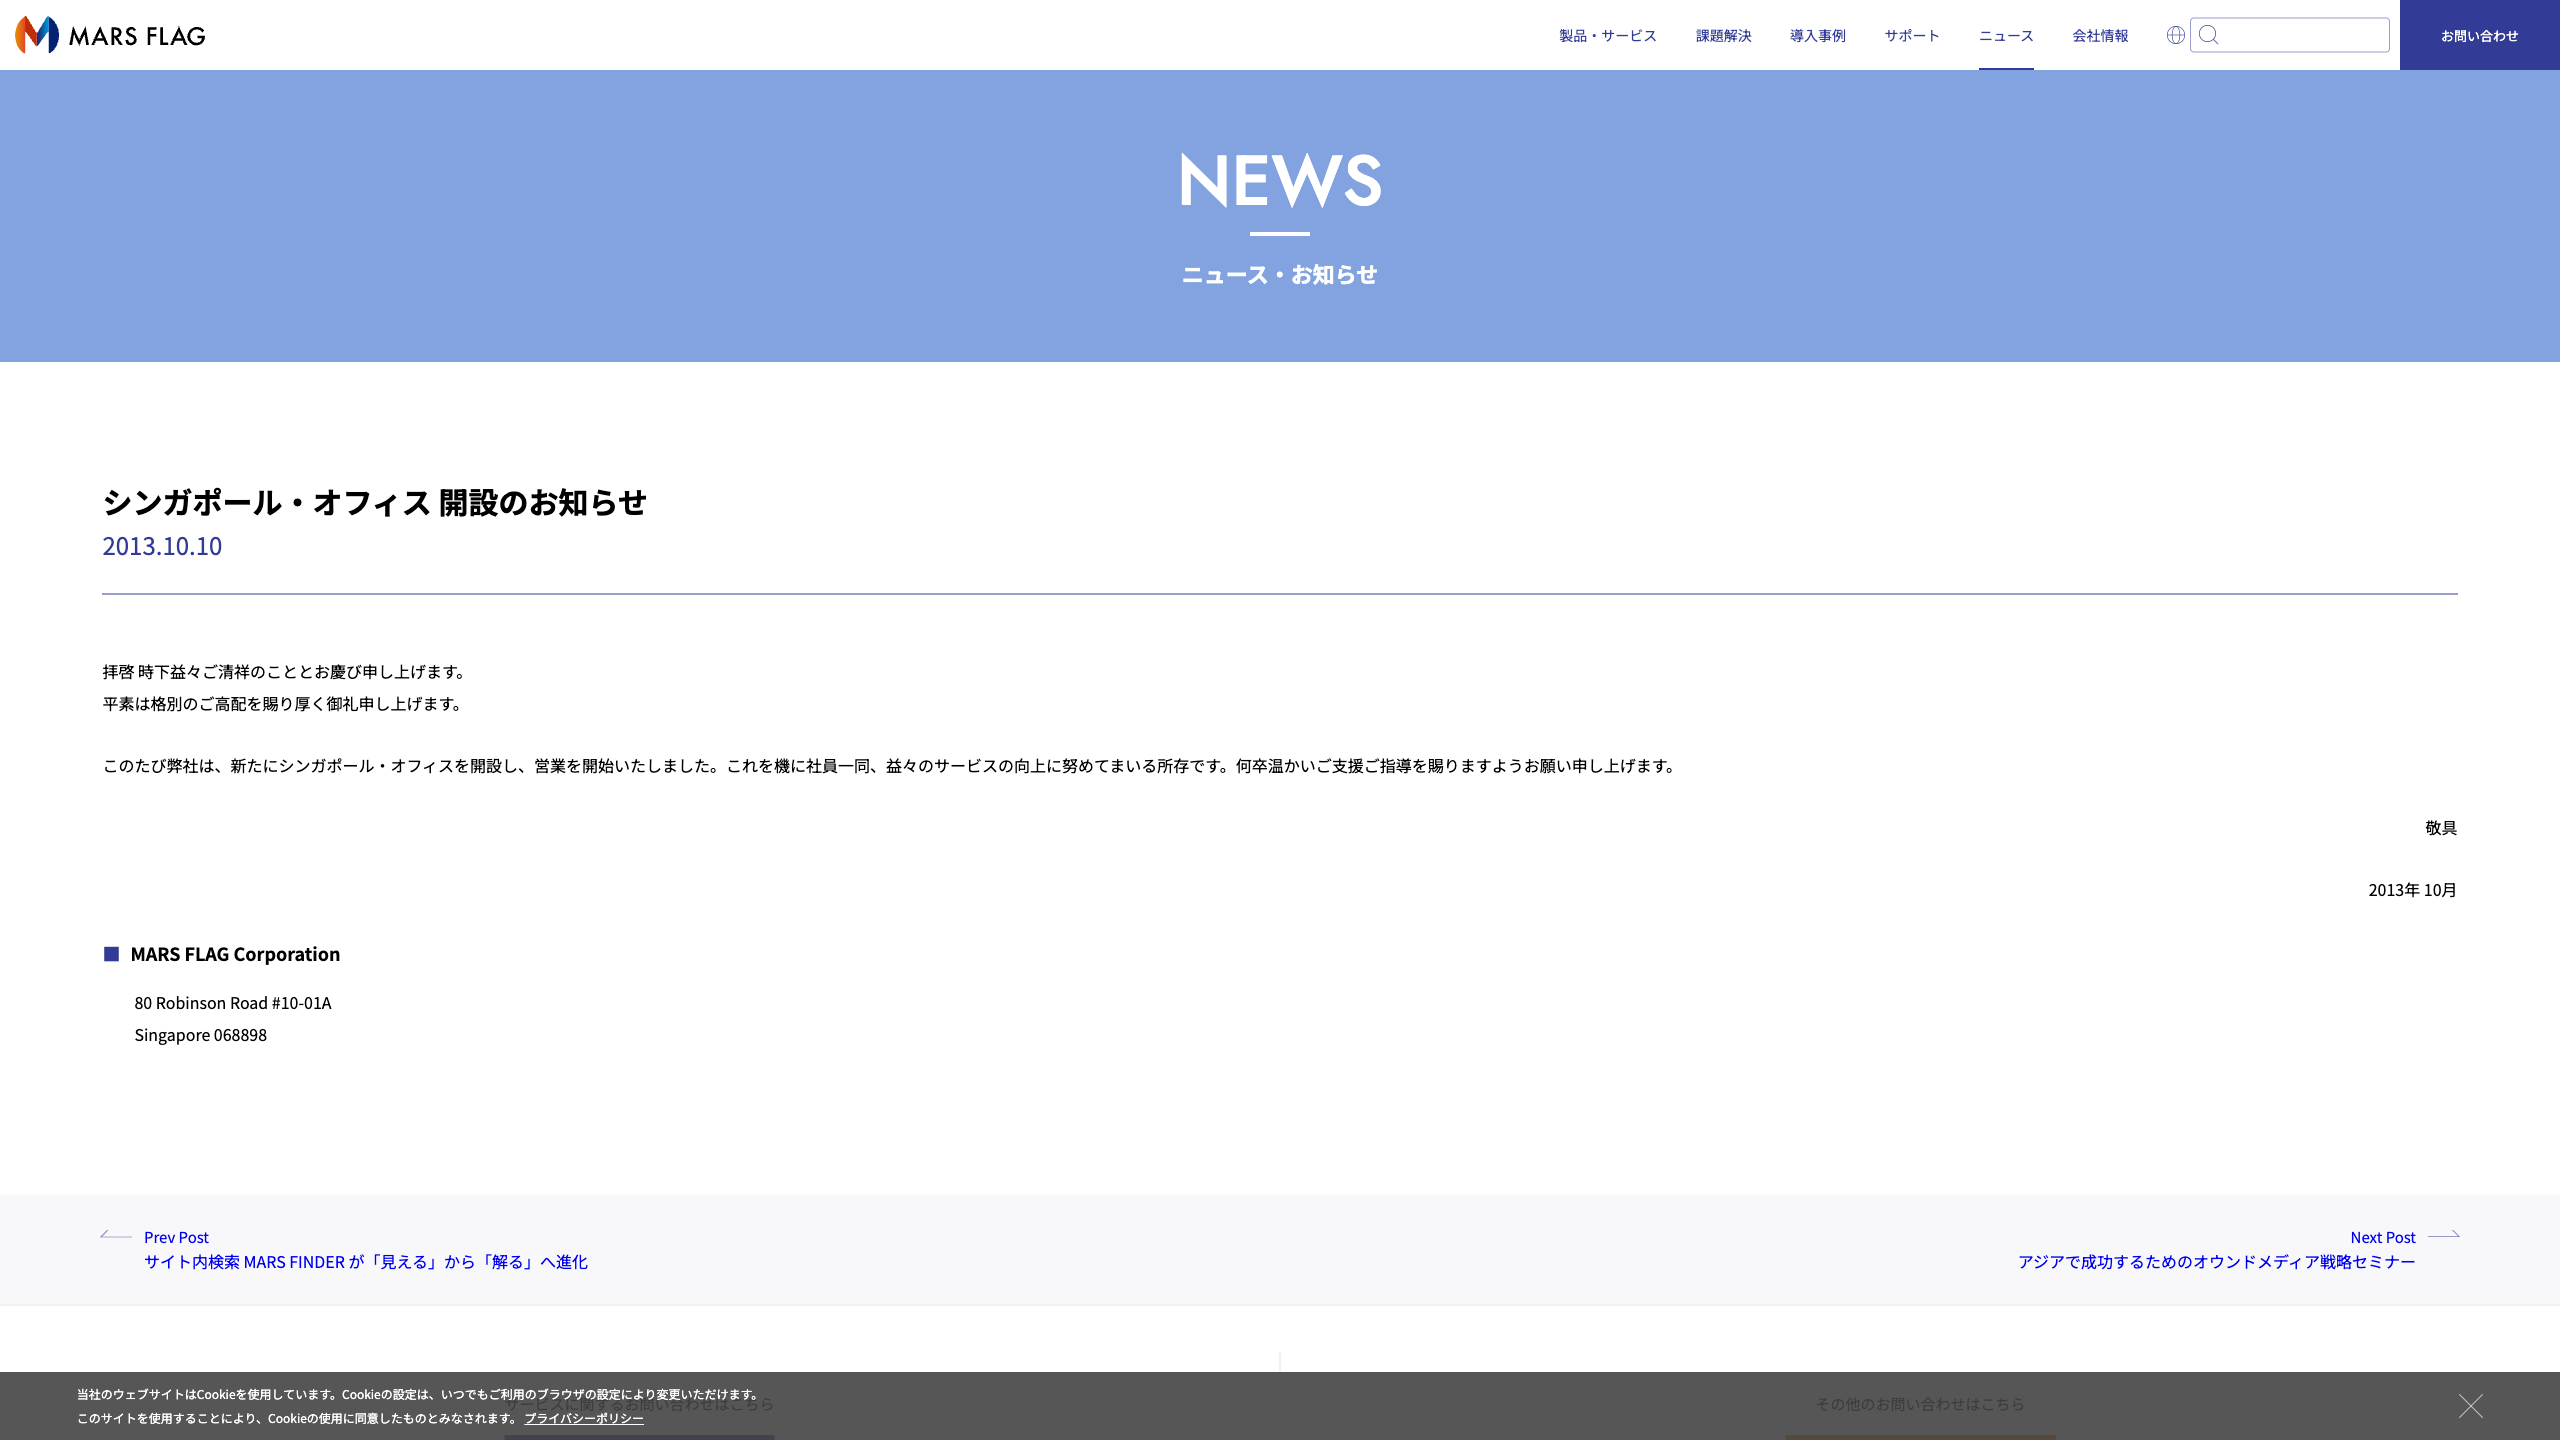 MARS FLAG
製品・サービス
課題解決
導入事例
サポート
ニュース
会社情報
お問い合わせ
NEWS
ニュース・お知らせ
シンガポール・オフィス 開設のお知らせ
2013.10.10
拝啓 時下益々ご清祥のこととお慶び申し上げます。
平素は格別のご高配を賜り厚く御礼申し上げます。
このたび弊社は、新たにシンガポール・オフィスを開設し、営業を開始いたしました。これを機に社員一同、益々のサービスの向上に努めてまいる所存です。何卒温かいご支援ご指導を賜りますようお願い申し上げます。
敬具
2013年 10月
■ MARS FLAG Corporation
80 Robinson Road #10-01A
Singapore 068898
Prev Post
サイト内検索 MARS FINDER が「見える」から「解る」へ進化
Next Post
アジアで成功するためのオウンドメディア戦略セミナー
当社のウェブサイトはCookieを使用しています。Cookieの設定は、いつでもご利用のブラウザの設定により変更いただけます。
このサイトを使用することにより、Cookieの使用に同意したものとみなされます。 プライバシーポリシー
サービスに関するお問い合わせはこちら
その他のお問い合わせはこちら